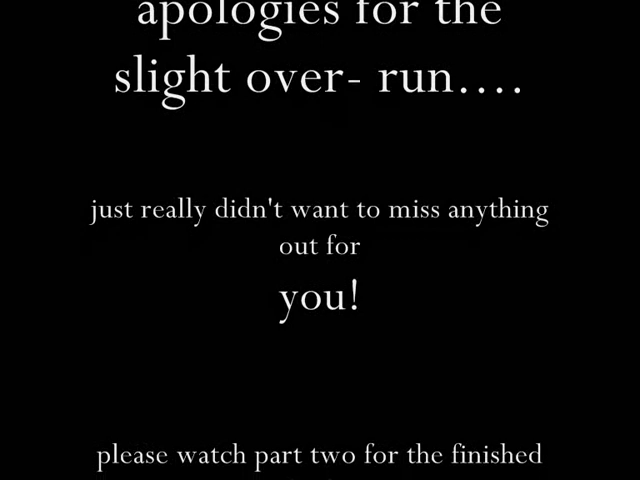 apologies for the
slight over- run....
just really didn't want to miss anything
out for
you!
please watch part two for the finished